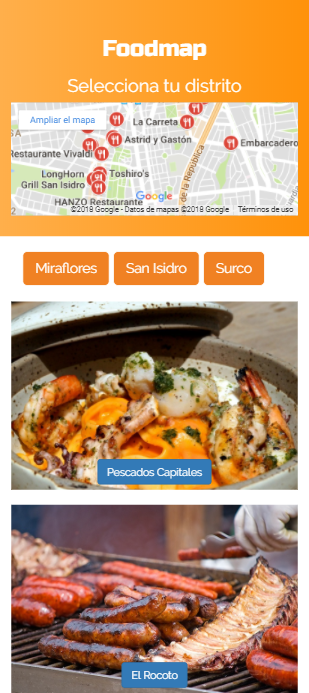 Foodmap
Selecciona tu distrito
Ampliar el mapa
La Carreta
Astrid y Gastón
Embarcadero
Restaurante Vivaldi
LongHorn
Grill San Isidro
Toshiro's
HANZO Restaurant
de la República
Google
©2018 Google - Datos de mapas ©2018 Google Términos de uso
Miraflores San Isidro Surco
Pescados Capitales
El Rocoto